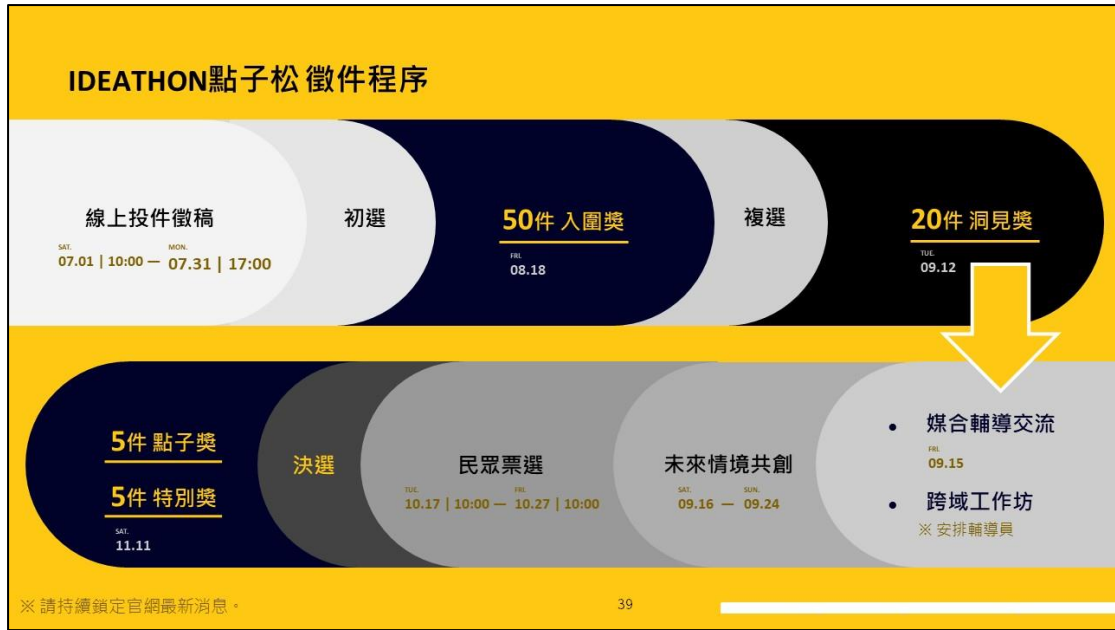 IDEATHON點子松 徵件程序
線上投件徵稿
SAT. MON.
07.01 | 10:00 — 07.31 | 17:00
初選
50件 入圍獎
FRI.
08.18
複選
20件 洞見獎
TUE.
09.12
• 媒合輔導交流
FRI.
09.15
• 跨域工作坊
※ 安排輔導員
未來情境共創
SAT. SUN.
09.16 — 09.24
民眾票選
TUE. FRI.
10.17 | 10:00 — 10.27 | 10:00
決選
5件 點子獎
5件 特別獎
SAT.
11.11
※ 請持續鎖定官網最新消息。
39